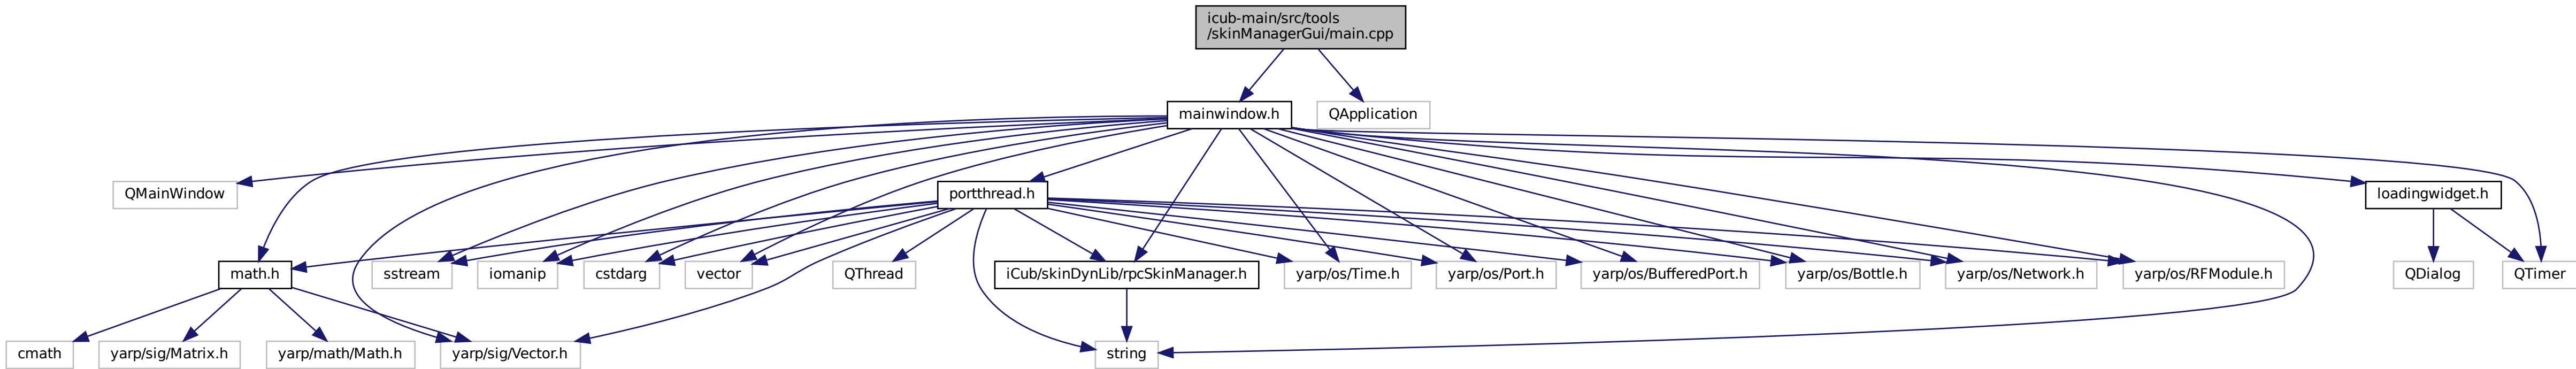 icub-main/src/tools
/skinManagerGui/main.cpp
mainwindow.h
QApplication
QMainWindow
portthread.h
loadingwidget.h
math.h
sstream
iomanip
cstdarg
vector
QThread
iCub/skinDynLib/rpcSkinManager.h
yarp/os/Time.h
yarp/os/Port.h
yarp/os/BufferedPort.h
yarp/os/Bottle.h
yarp/os/Network.h
yarp/os/RFModule.h
QDialog
QTimer
cmath
yarp/sig/Matrix.h
yarp/math/Math.h
yarp/sig/Vector.h
string